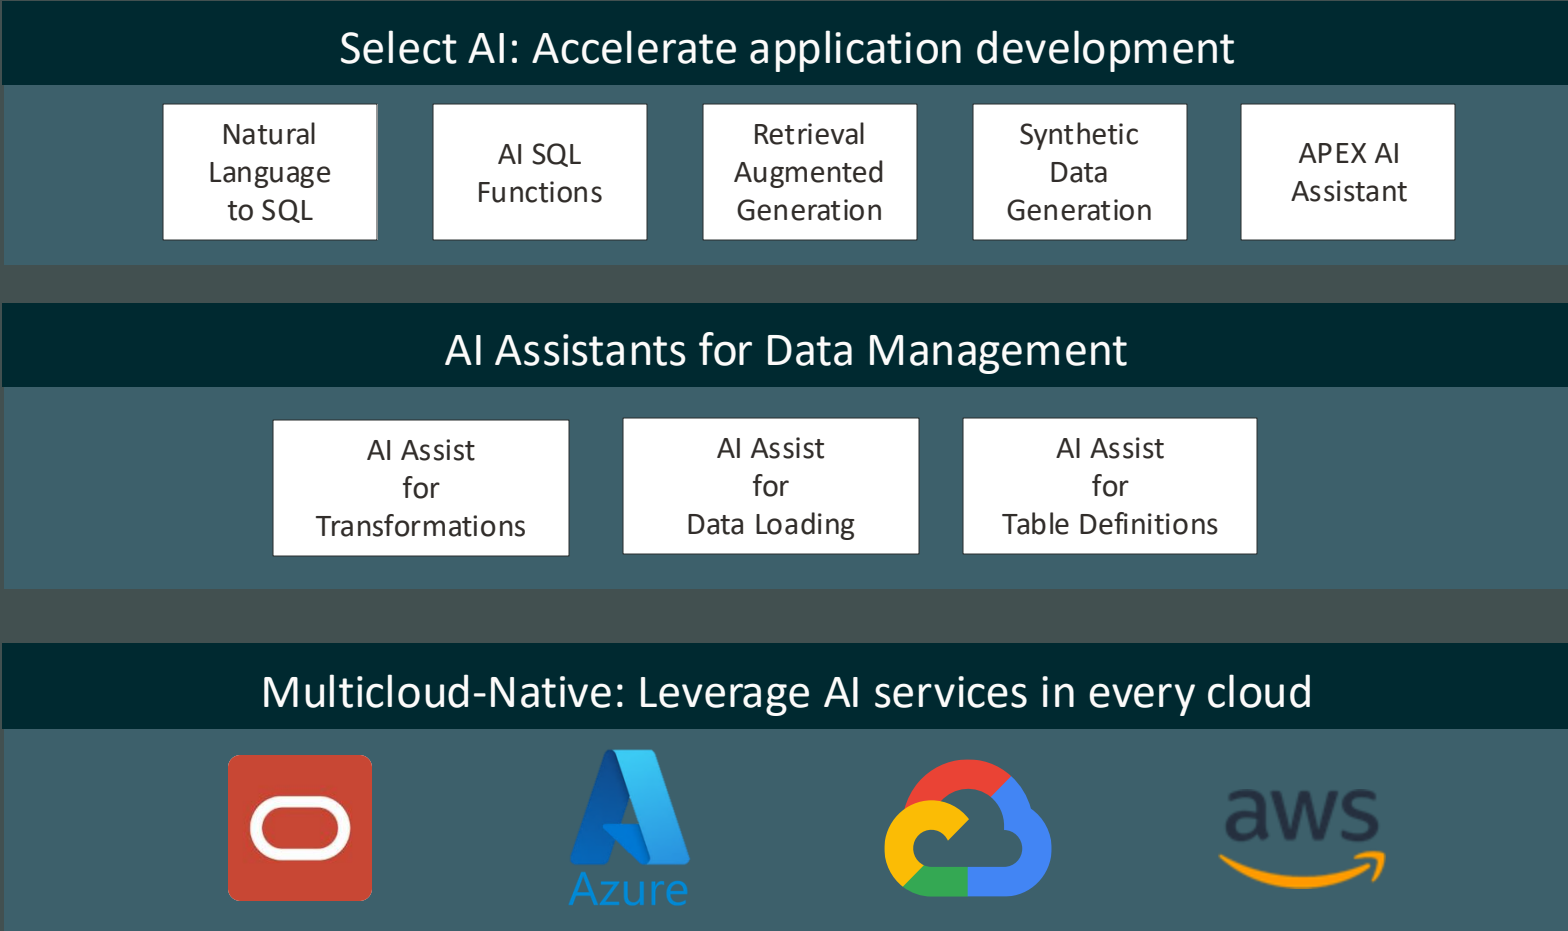 Select AI: Accelerate application development
Natural
Language
to SQL
AI SQL
Functions
Retrieval
Augmented
Generation
Synthetic
Data
Generation
APEX AI
Assistant
AI Assistants for Data Management
AI Assist
for
Transformations
AI Assist
for
Data Loading
AI Assist
for
Table Definitions
Multicloud-Native: Leverage AI services in every cloud
Azure
aws